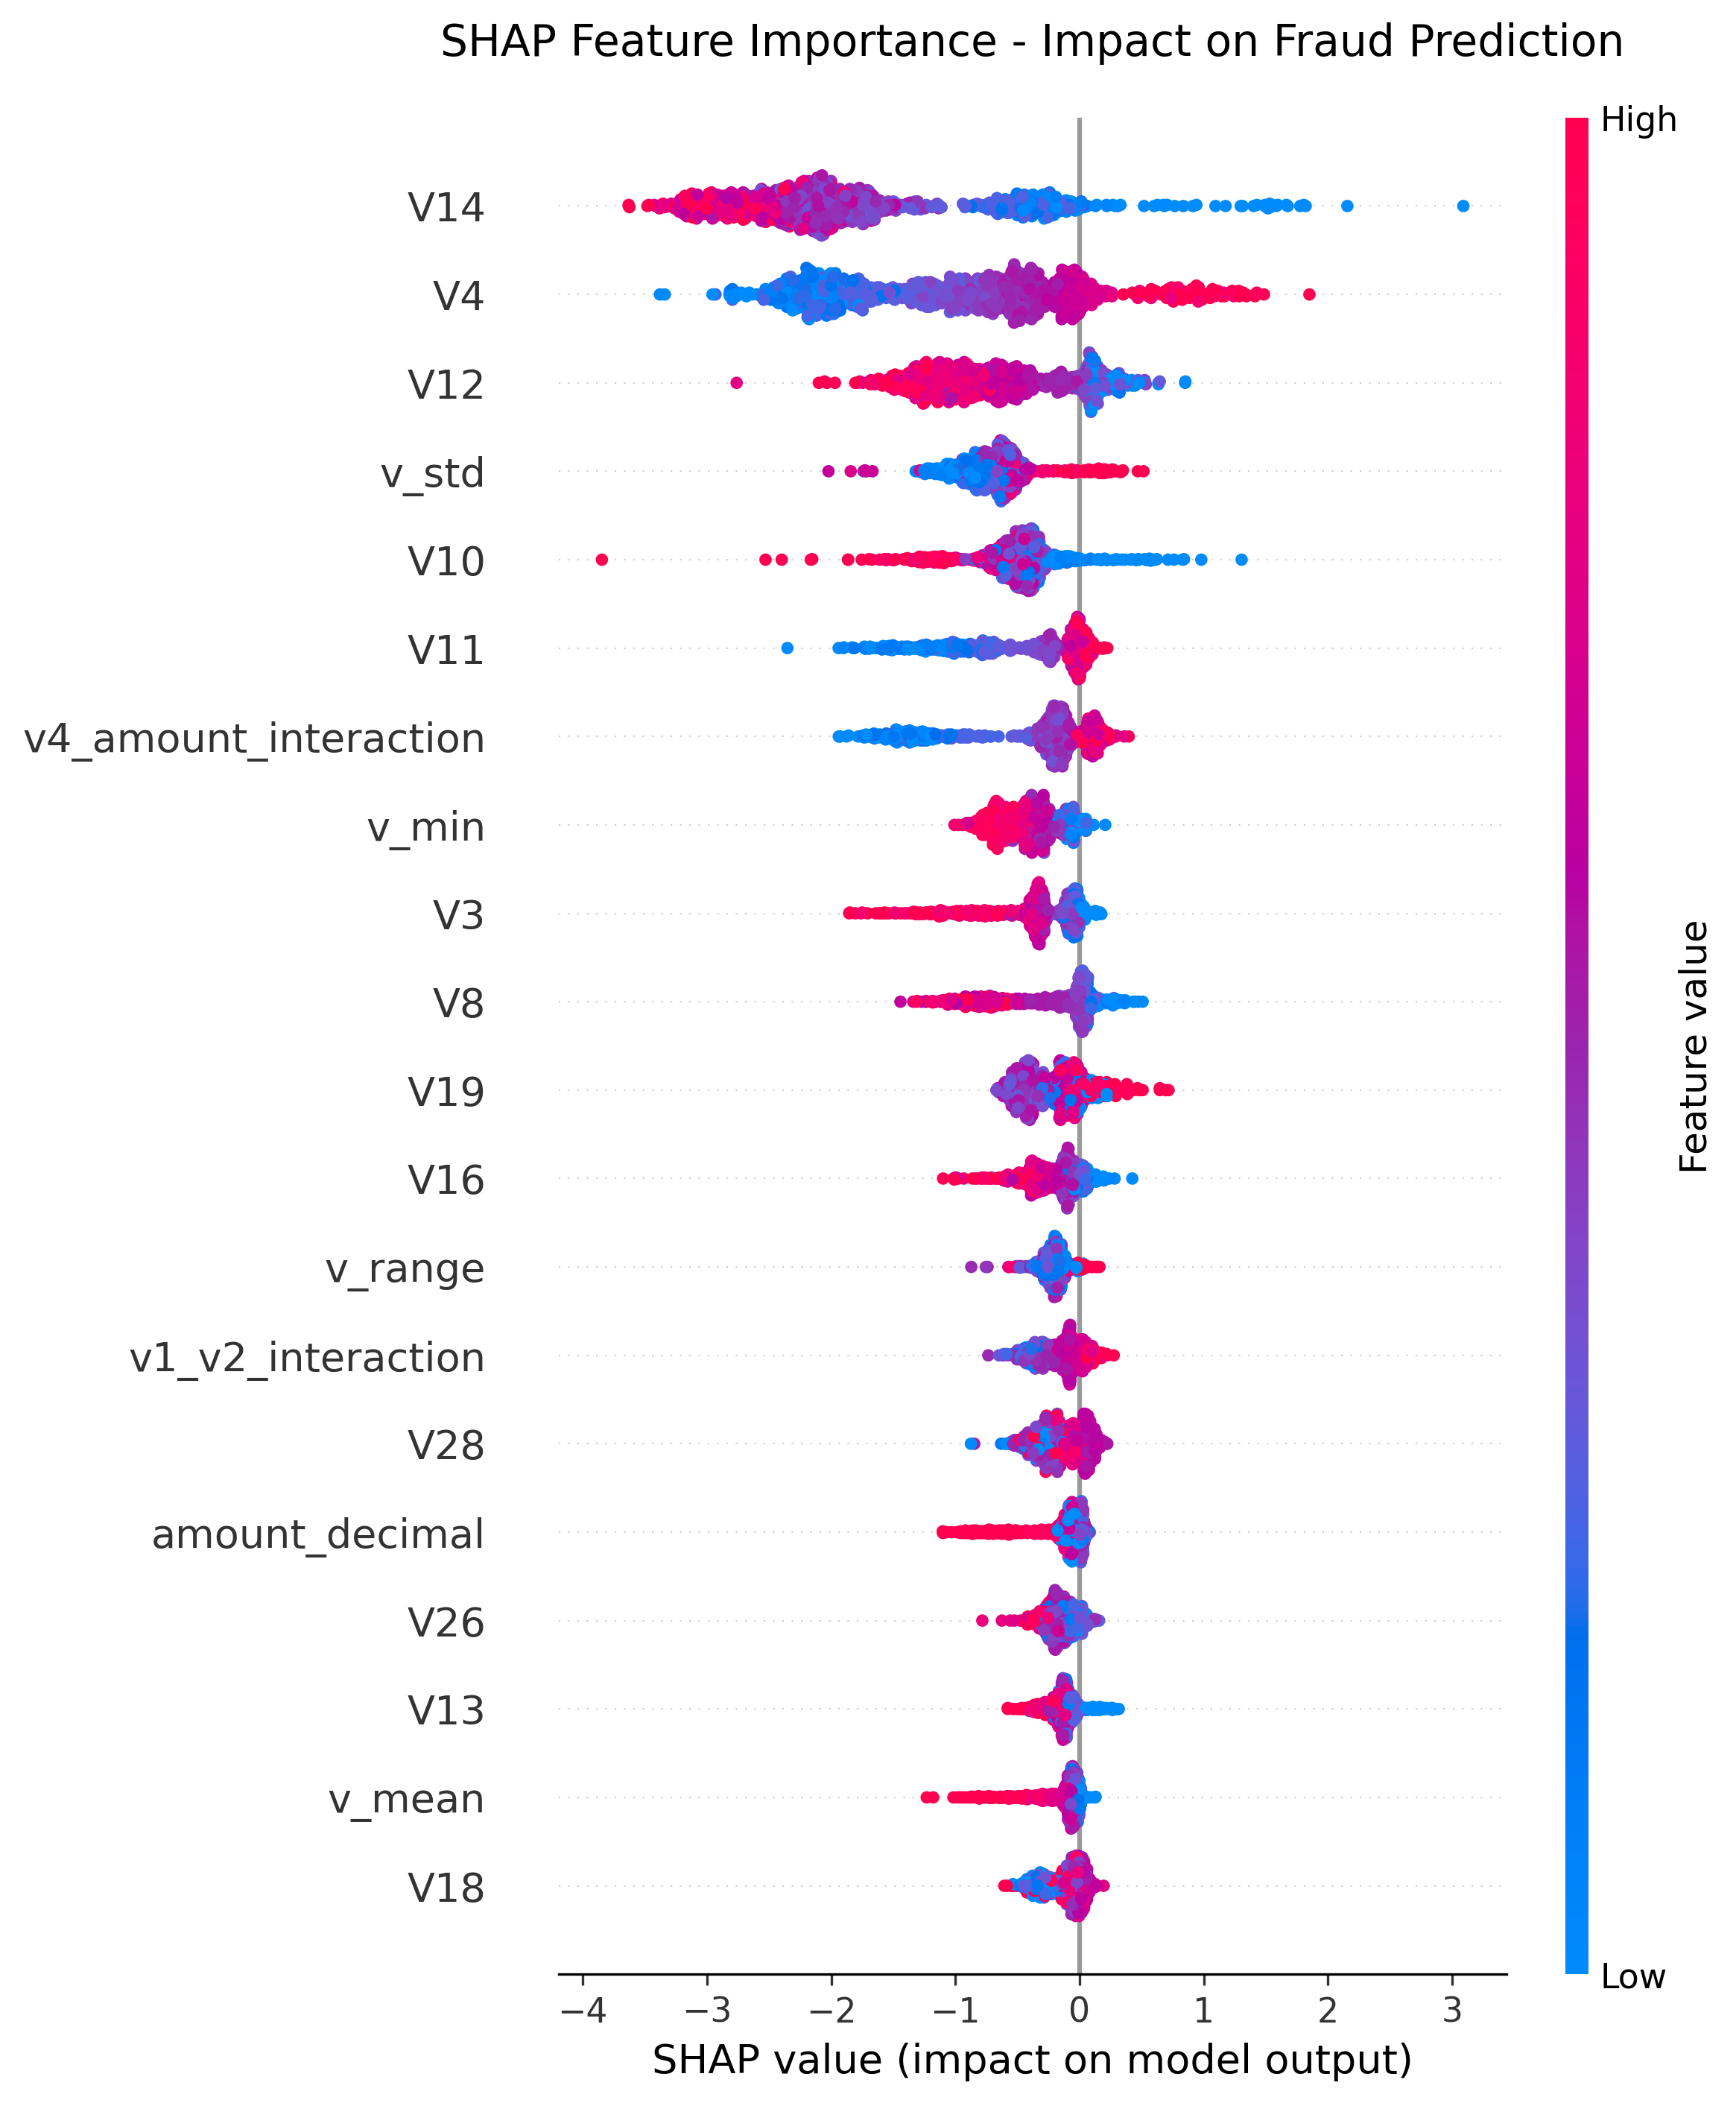 SHAP Feature Importance - Impact on Fraud Prediction
High
V14
V4
V12
v_std
V10
V11
v4_amount_interaction
v_min
V3
V8
V19
V16
v_range
v1_v2_interaction
V28
amount_decimal
V26
V13
v_mean
V18
Feature value
Low
−4 −3 −2 −1 0 1 2 3
SHAP value (impact on model output)